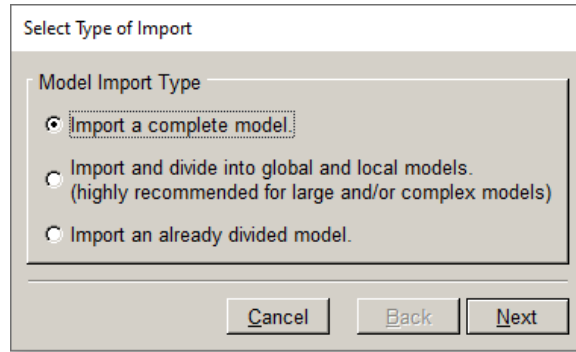 Select Type of Import
Model Import Type
Import a complete model.
Import and divide into global and local models.
(highly recommended for large and/or complex models)
Import an already divided model.
Cancel Back Next